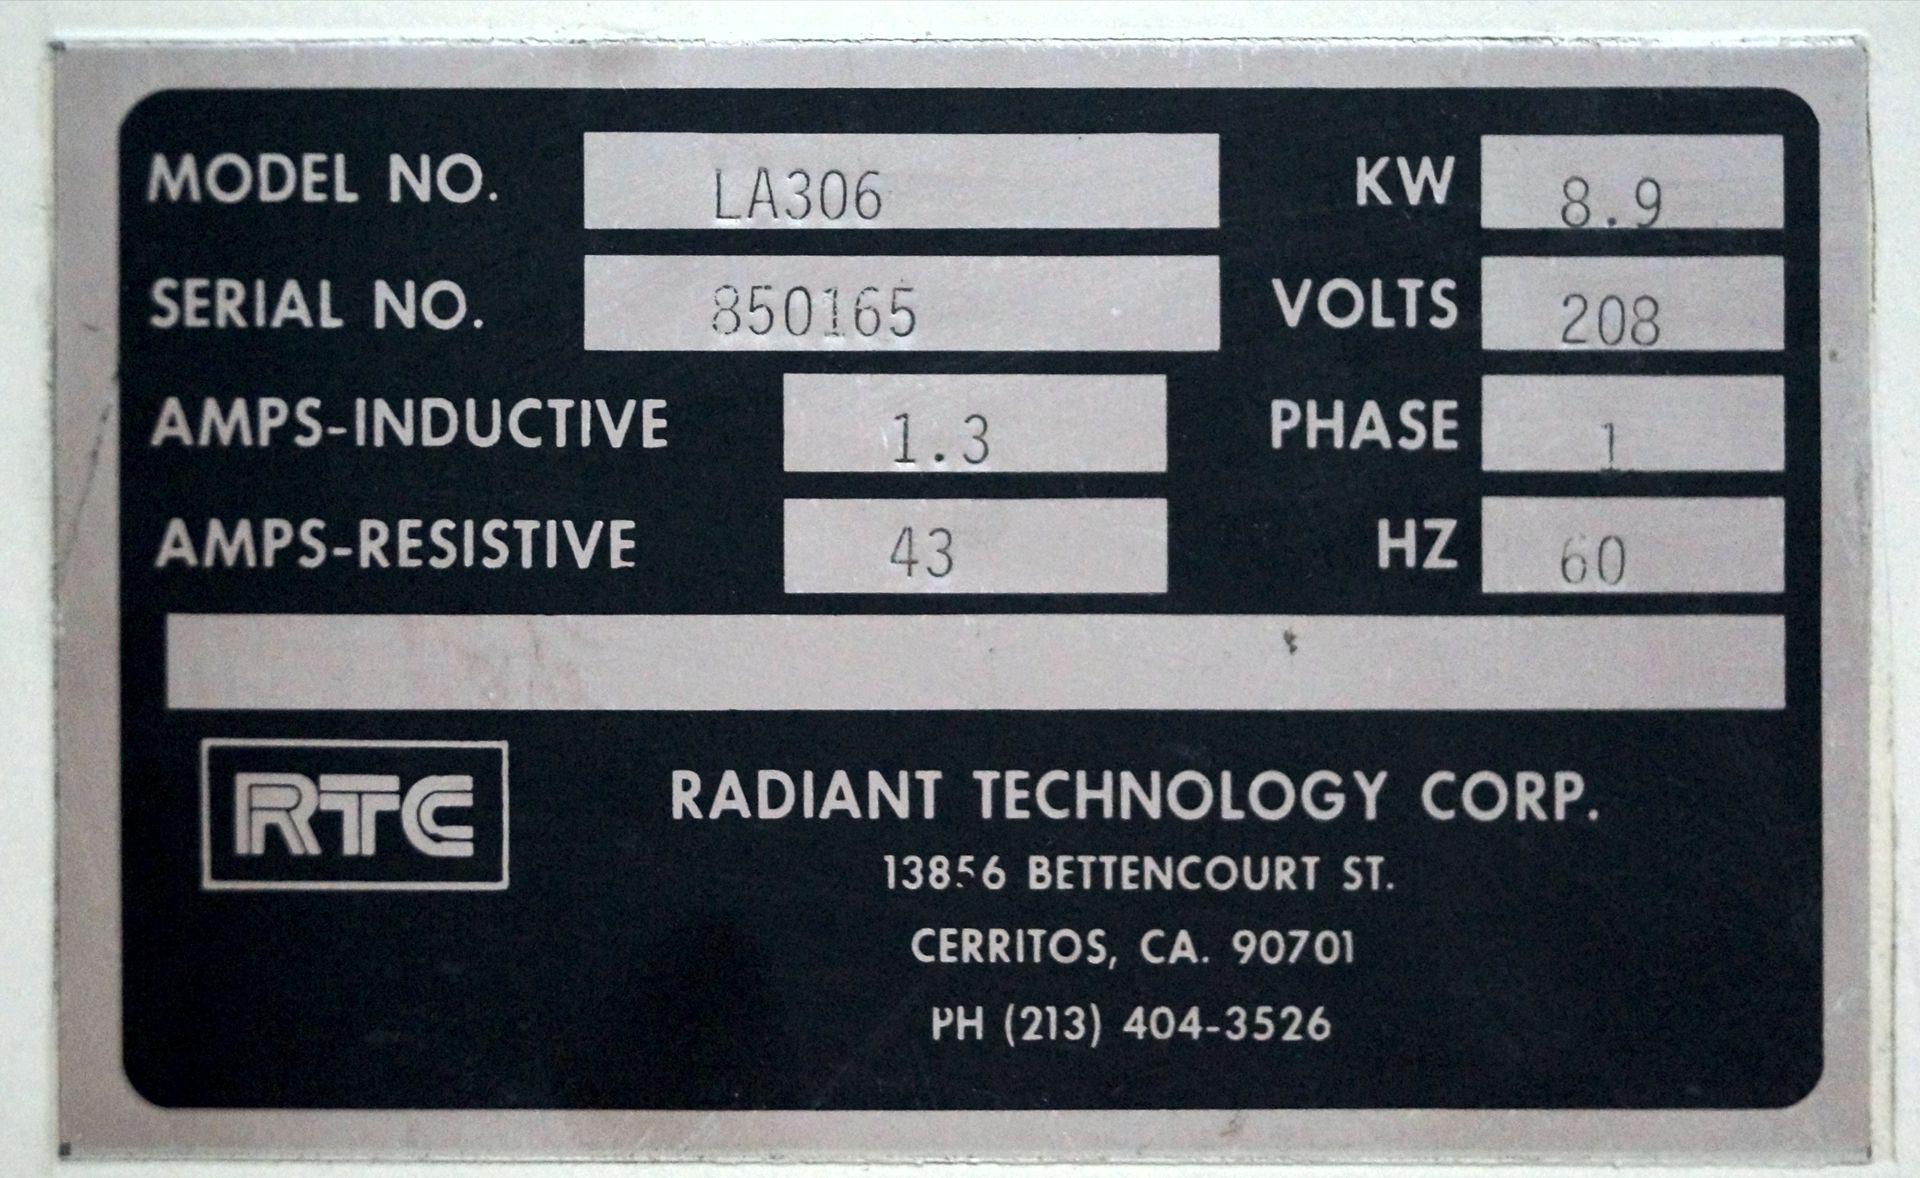 MODEL NO. LA306 KW 8.9
SERIAL NO. 850165 VOLTS 208
AMPS-INDUCTIVE 1.3 PHASE 1
AMPS-RESISTIVE 43 HZ 60
RTC
RADIANT TECHNOLOGY CORP.
13856 BETTENCOURT ST.
CERRITOS, CA. 90701
PH (213) 404-3526